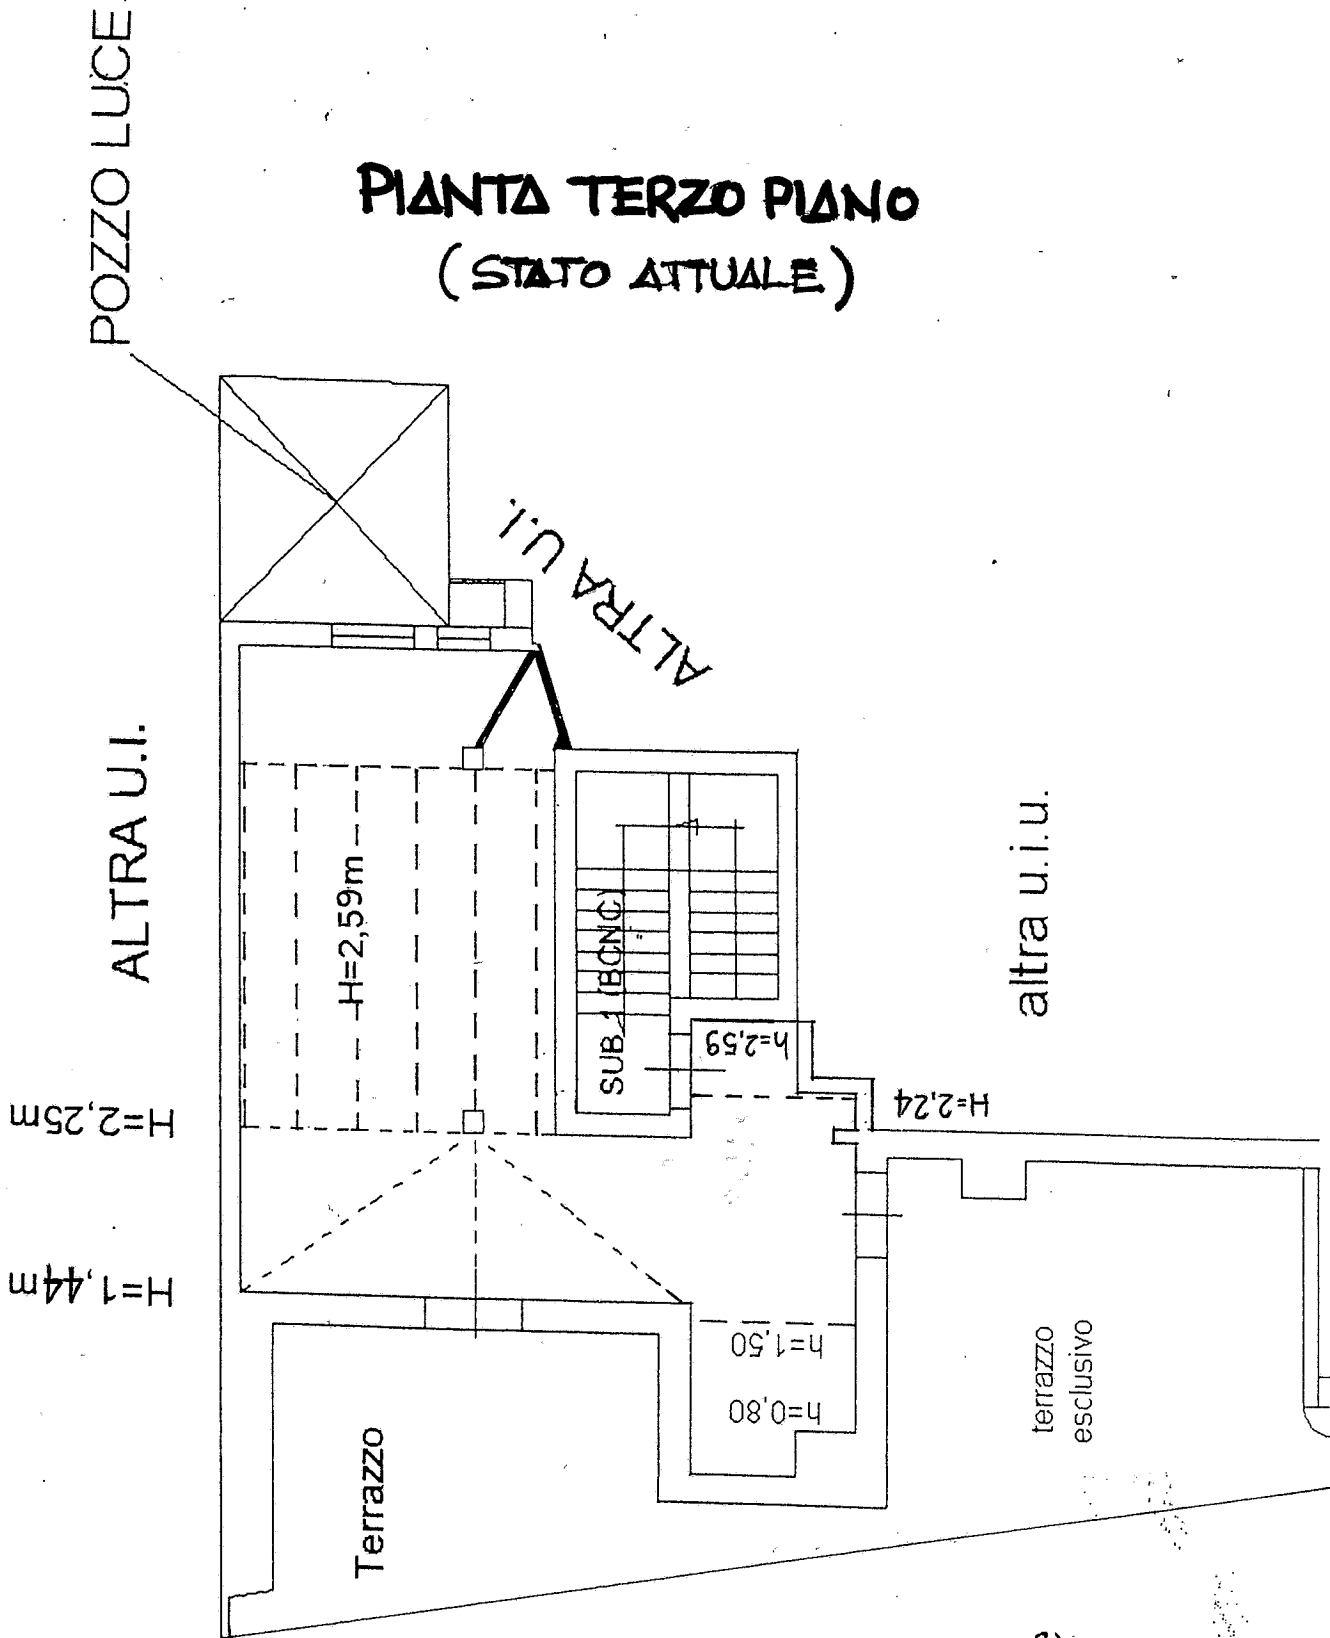 POZZO LUCE
PIANTA TERZO PIANO
(STATO ATTUALE)
ALTRA U.I.
ALTRA U.I.
H=2,59m
SUB 1 (BCNC)
h=2,59
altra u.i.u.
H=2,25m
H=2,24
H=1,44m
h=1,50
h=0,80
terrazzo
esclusivo
Terrazzo